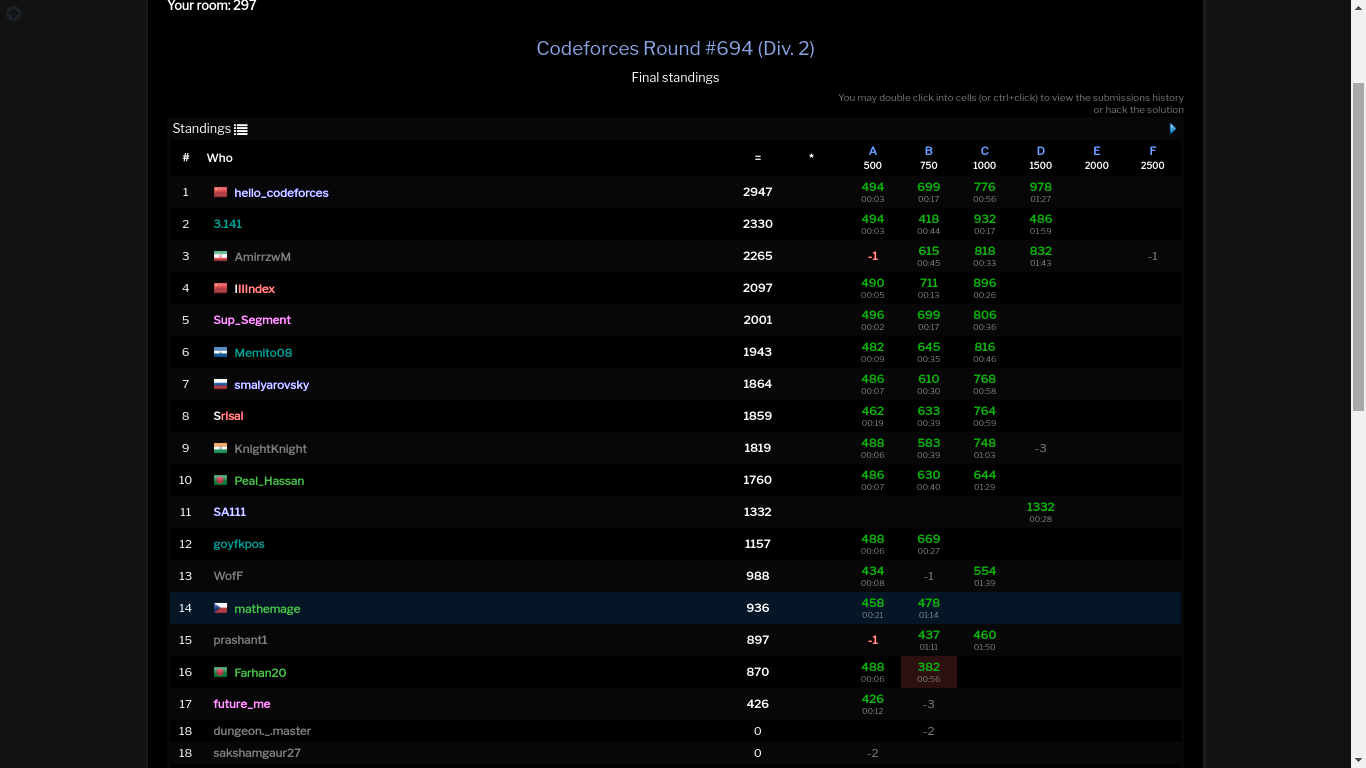 Your room: 297
Codeforces Round #694 (Div. 2)
Final standings
You may double click into cells (or ctrl+click) to view the submissions history
or hack the solution
Standings
# Who = * A B C D E F
500 750 1000 1500 2000 2500
1 hello_codeforces 2947 494 699 776 978
00:03 00:17 00:56 01:27
2 3.141 2330 494 418 932 486
00:03 00:44 00:17 01:59
3 AmirrzwM 2265 -1 615 818 832 -1
00:45 00:33 01:43
4 IIIIndex 2097 490 711 896
00:05 00:13 00:26
5 Sup_Segment 2001 496 699 806
00:02 00:17 00:36
6 Memito08 1943 482 645 816
00:09 00:35 00:46
7 smalyarovsky 1864 486 610 768
00:07 00:30 00:58
8 Srisai 1859 462 633 764
00:19 00:39 00:59
9 KnightKnight 1819 488 583 748 -3
00:06 00:39 01:03
10 Peal_Hassan 1760 486 630 644
00:07 00:40 01:29
11 SA111 1332 1332
00:28
12 goyfkpos 1157 488 669
00:06 00:27
13 WofF 988 434 -1 554
00:08 01:39
14 mathemage 936 458 478
00:21 01:14
15 prashant1 897 -1 437 460
01:11 01:50
16 Farhan20 870 488 382
00:06 00:56
17 future_me 426 426 -3
00:12
18 dungeon._.master 0 -2
18 sakshamgaur27 0 -2